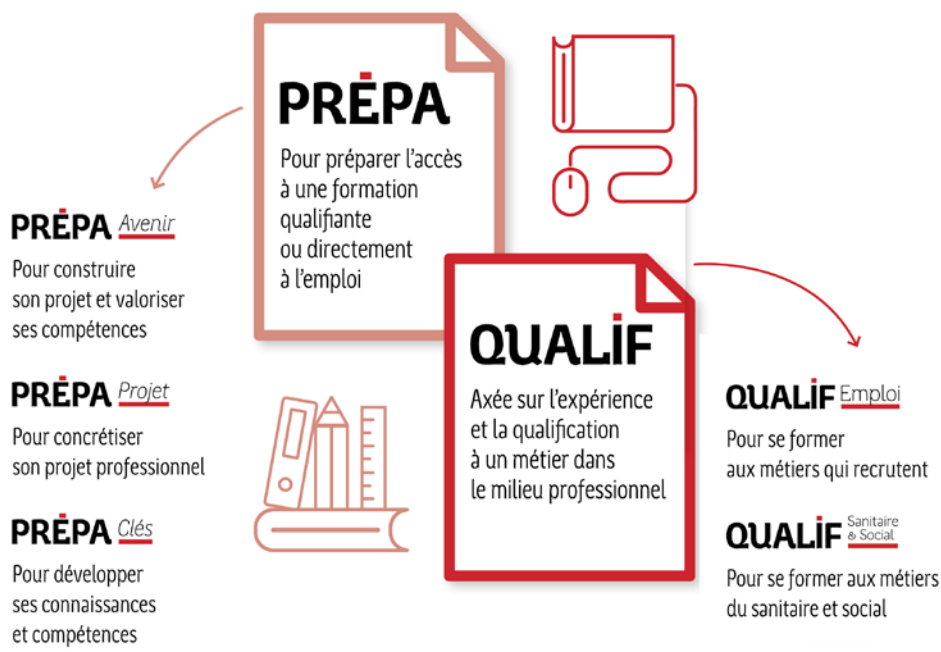 PRÉPA
Pour préparer l'accès
à une formation
qualifiante
ou directement
à l'emploi
PRÉPA Avenir
Pour construire
son projet et valoriser
ses compétences
PRÉPA Projet
Pour concrétiser
son projet professionnel
PRÉPA Clés
Pour développer
ses connaissances
et compétences
QUALIF
Axée sur l'expérience
et la qualification
à un métier dans
le milieu professionnel
QUALIF Emploi
Pour se former
aux métiers qui recrutent
QUALIF Sanitaire
& Social
Pour se former aux métiers
du sanitaire et social